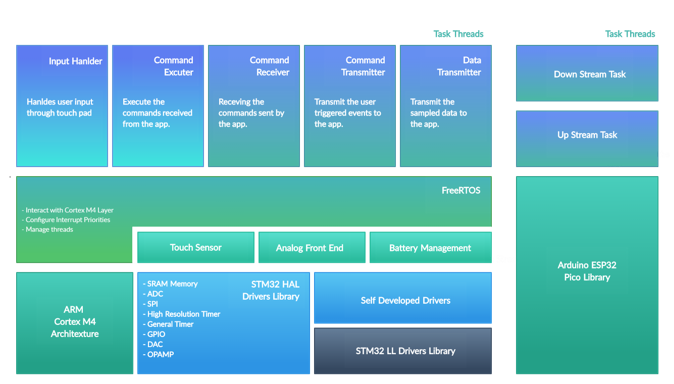 Task Threads
Task Threads
Input Hanlder
Hanldes user input
through touch pad
Command
Excuter
Execute the
commands received
from the app.
Command
Receiver
Receving the
commands sent by
the app.
Command
Transmitter
Transmit the user
triggered events to
the app.
Data
Transmitter
Transmit the
sampled data to
the app.
Down Stream Task
Up Stream Task
FreeRTOS
- Interact with Cortex M4 Layer
- Configure Interrupt Priorities
- Manage threads
Touch Sensor
Analog Front End
Battery Management
Arduino ESP32
Pico Library
ARM
Cortex M4
Architexture
- SRAM Memory
- ADC
- SPI
- High Resolution Timer
- General Timer
- GPIO
- DAC
- OPAMP
STM32 HAL
Drivers Library
Self Developed Drivers
STM32 LL Drivers Library